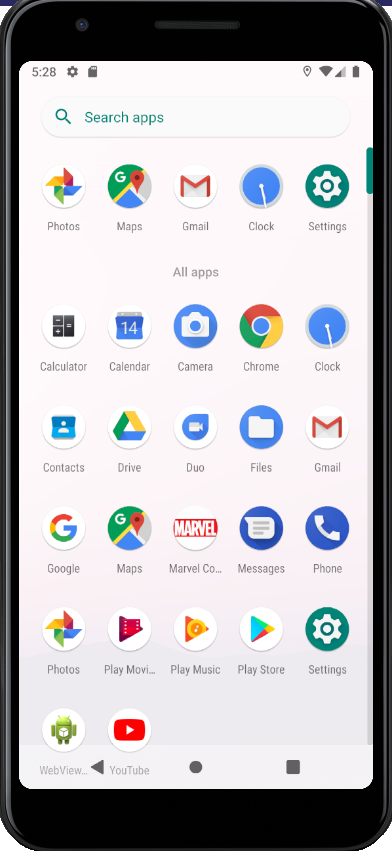 5:28
Search apps
Photos Maps Gmail Clock Settings
All apps
14
Calculator Calendar Camera Chrome Clock
Contacts Drive Duo Files Gmail
G G MARVEL
Google Maps Marvel Co... Messages Phone
Photos Play Movi... Play Music Play Store Settings
WebView... YouTube